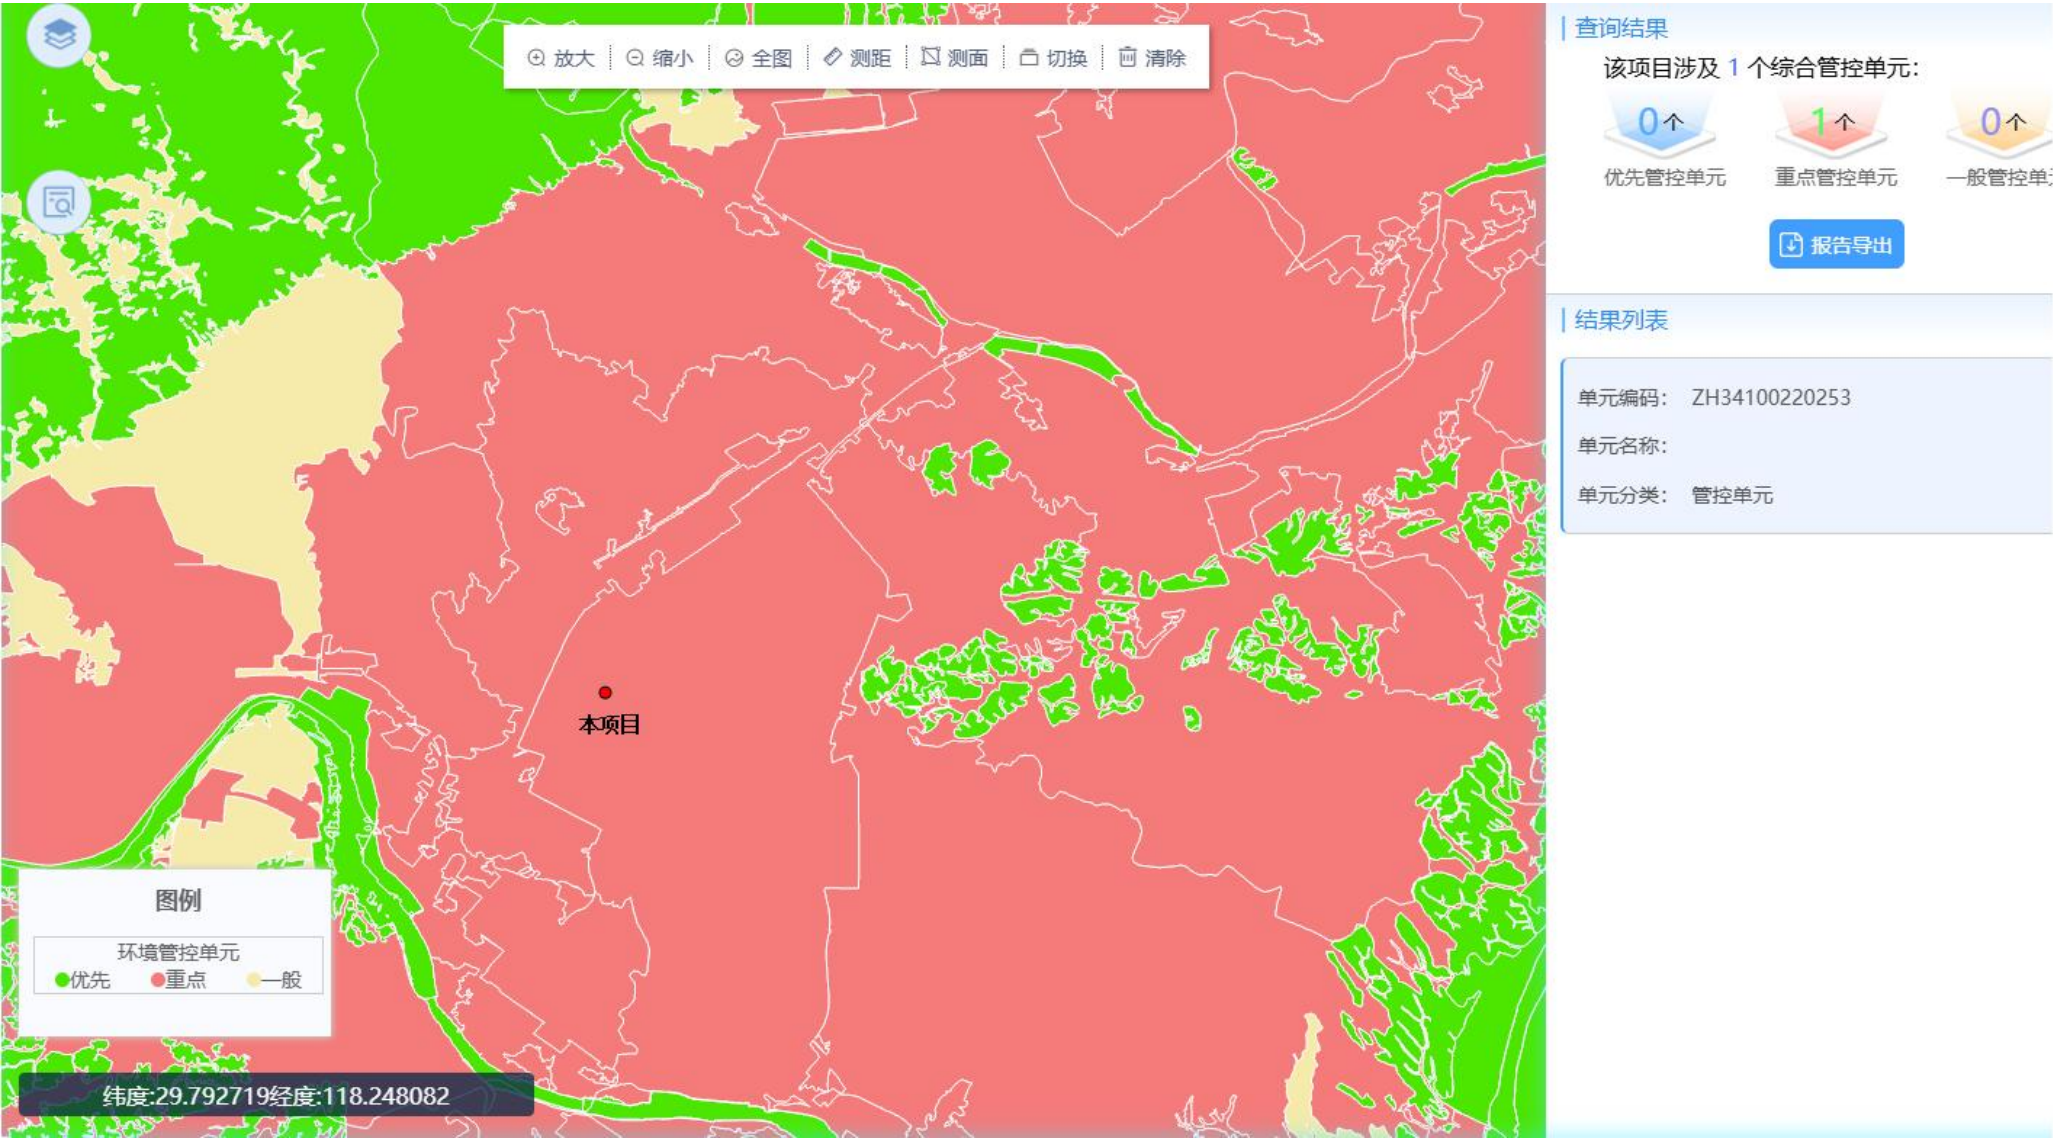 放大 缩小 全图 测距 测面 切换 清除
本项目
图例
环境管控单元
优先 重点 一般
纬度:29.792719经度:118.248082
查询结果
该项目涉及 1 个综合管控单元：
0个 1个 0个
优先管控单元 重点管控单元 一般管控单
报告导出
结果列表
单元编码： ZH34100220253
单元名称：
单元分类： 管控单元